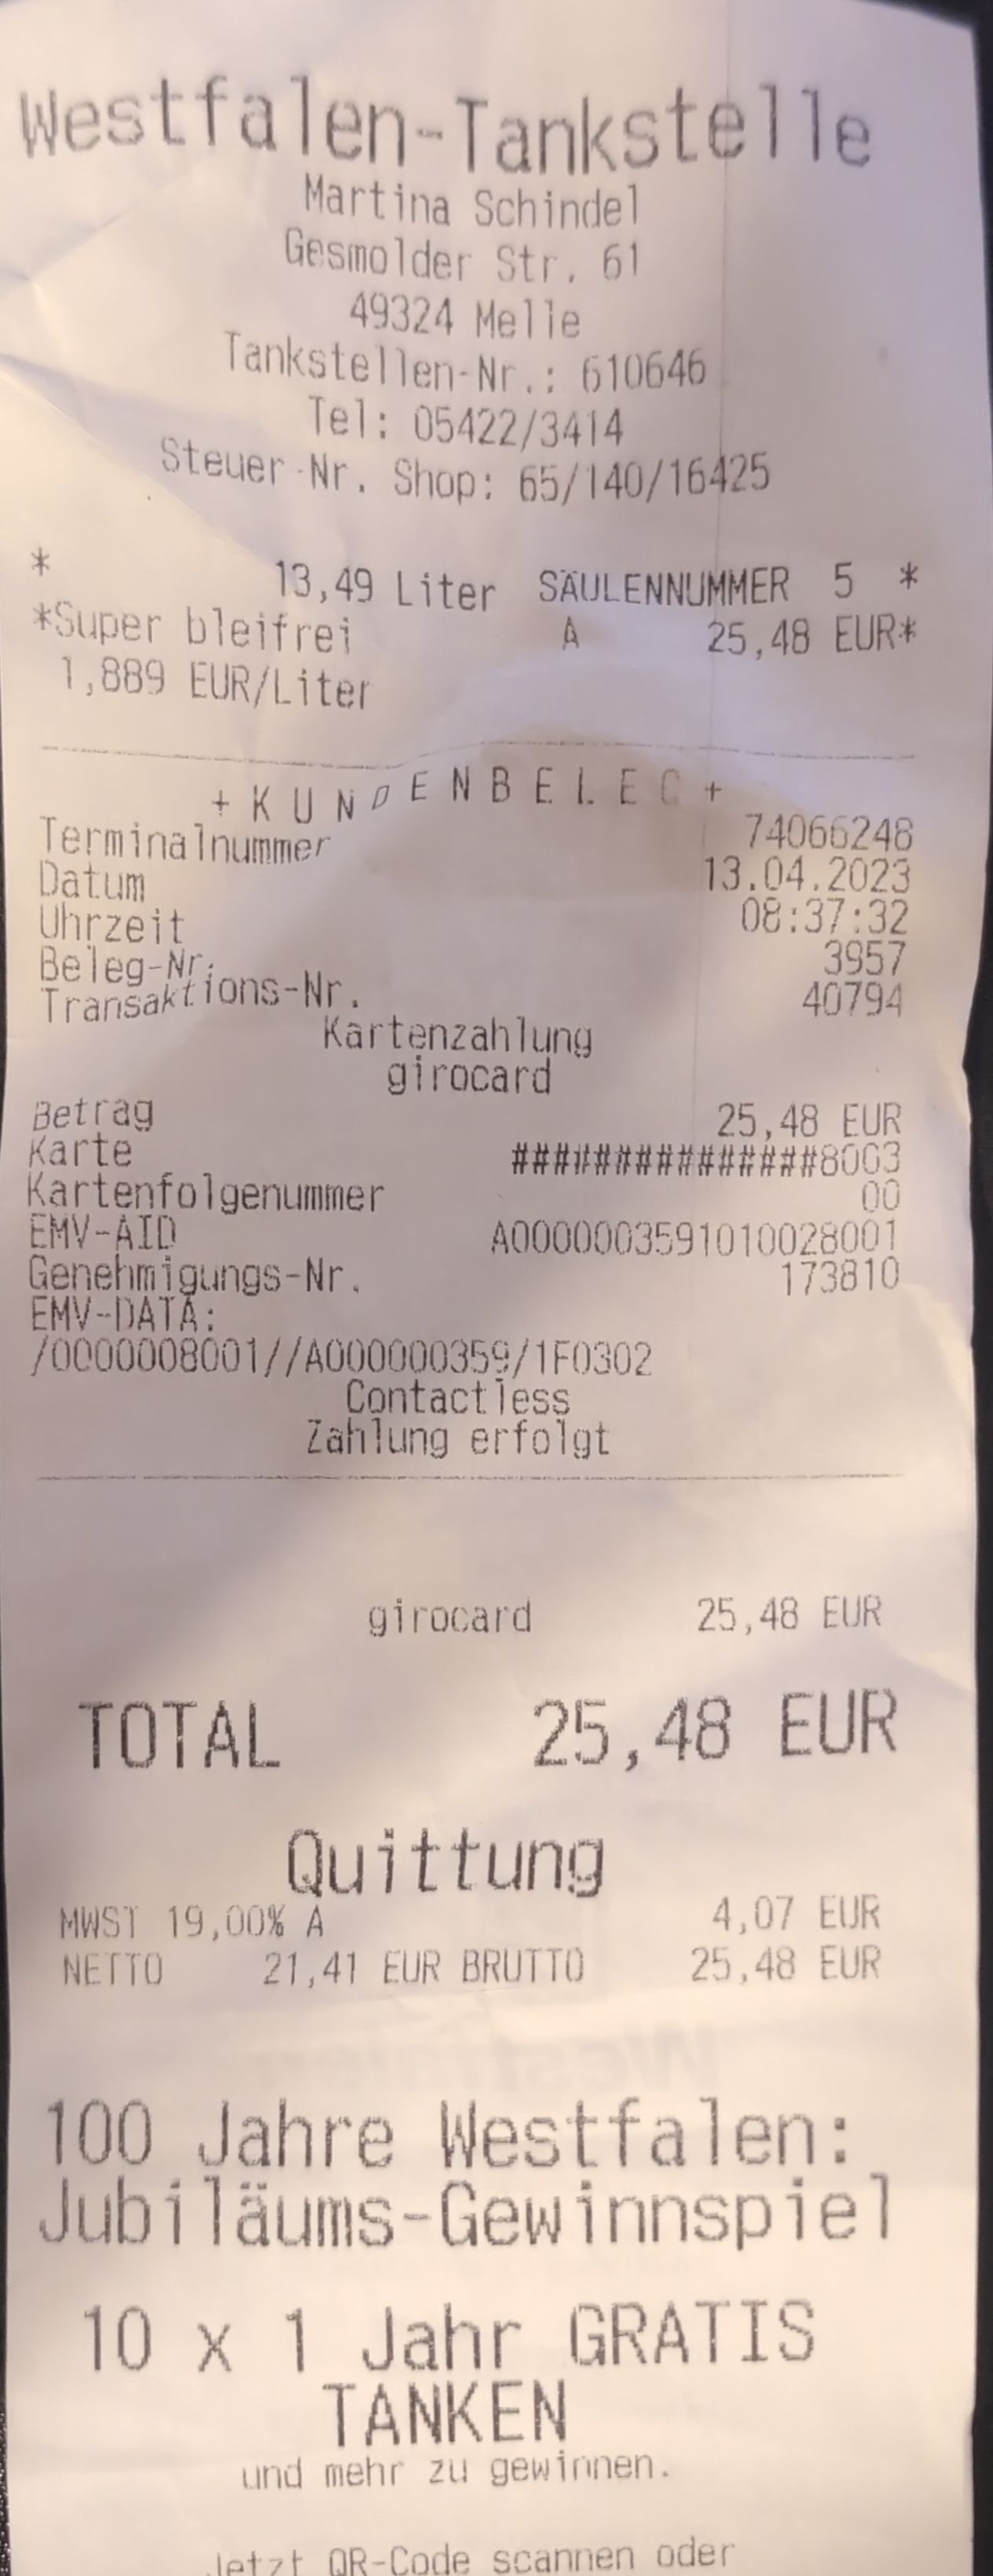 Westfalen-Tankstelle
Martina Schindel
Gesmolder Str. 61
49324 Melle
Tankstellen-Nr.: 610646
Tel: 05422/3414
Steuer-Nr. Shop: 65/140/16425
* 13,49 Liter SÄULENNUMMER 5 *
*Super bleifrei A 25,48 EUR*
1,889 EUR/Liter
+ K U N D E N B E L E G +
Terminalnummer 74066248
Datum 13.04.2023
Uhrzeit 08:37:32
Beleg-Nr. 3957
Transaktions-Nr. 40794
Kartenzahlung
girocard
Betrag 25,48 EUR
Karte ###############8003
Kartenfolgenummer 00
EMV-AID A0000003591010028001
Genehmigungs-Nr. 173810
EMV-DATA:
/0000008001//A000000359/1F0302
Contactless
Zahlung erfolgt
girocard 25,48 EUR
TOTAL 25,48 EUR
Quittung
MWST 19,00% A 4,07 EUR
NETTO 21,41 EUR BRUTTO 25,48 EUR
100 Jahre Westfalen:
Jubiläums-Gewinnspiel
10 x 1 Jahr GRATIS
TANKEN
und mehr zu gewinnen.
Jetzt QR-Code scannen oder